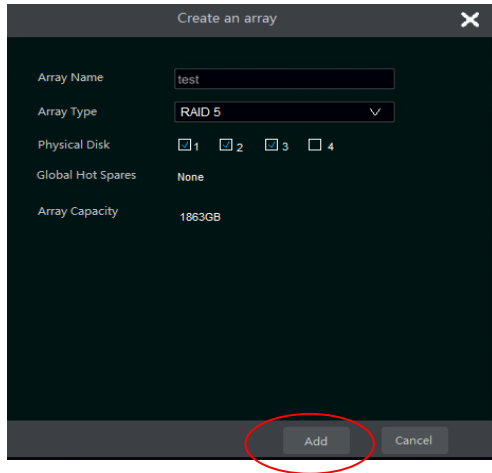 Create an array
Array Name test
Array Type RAID 5
Physical Disk 1 2 3 4
Global Hot Spares None
Array Capacity 1863GB
Add Cancel